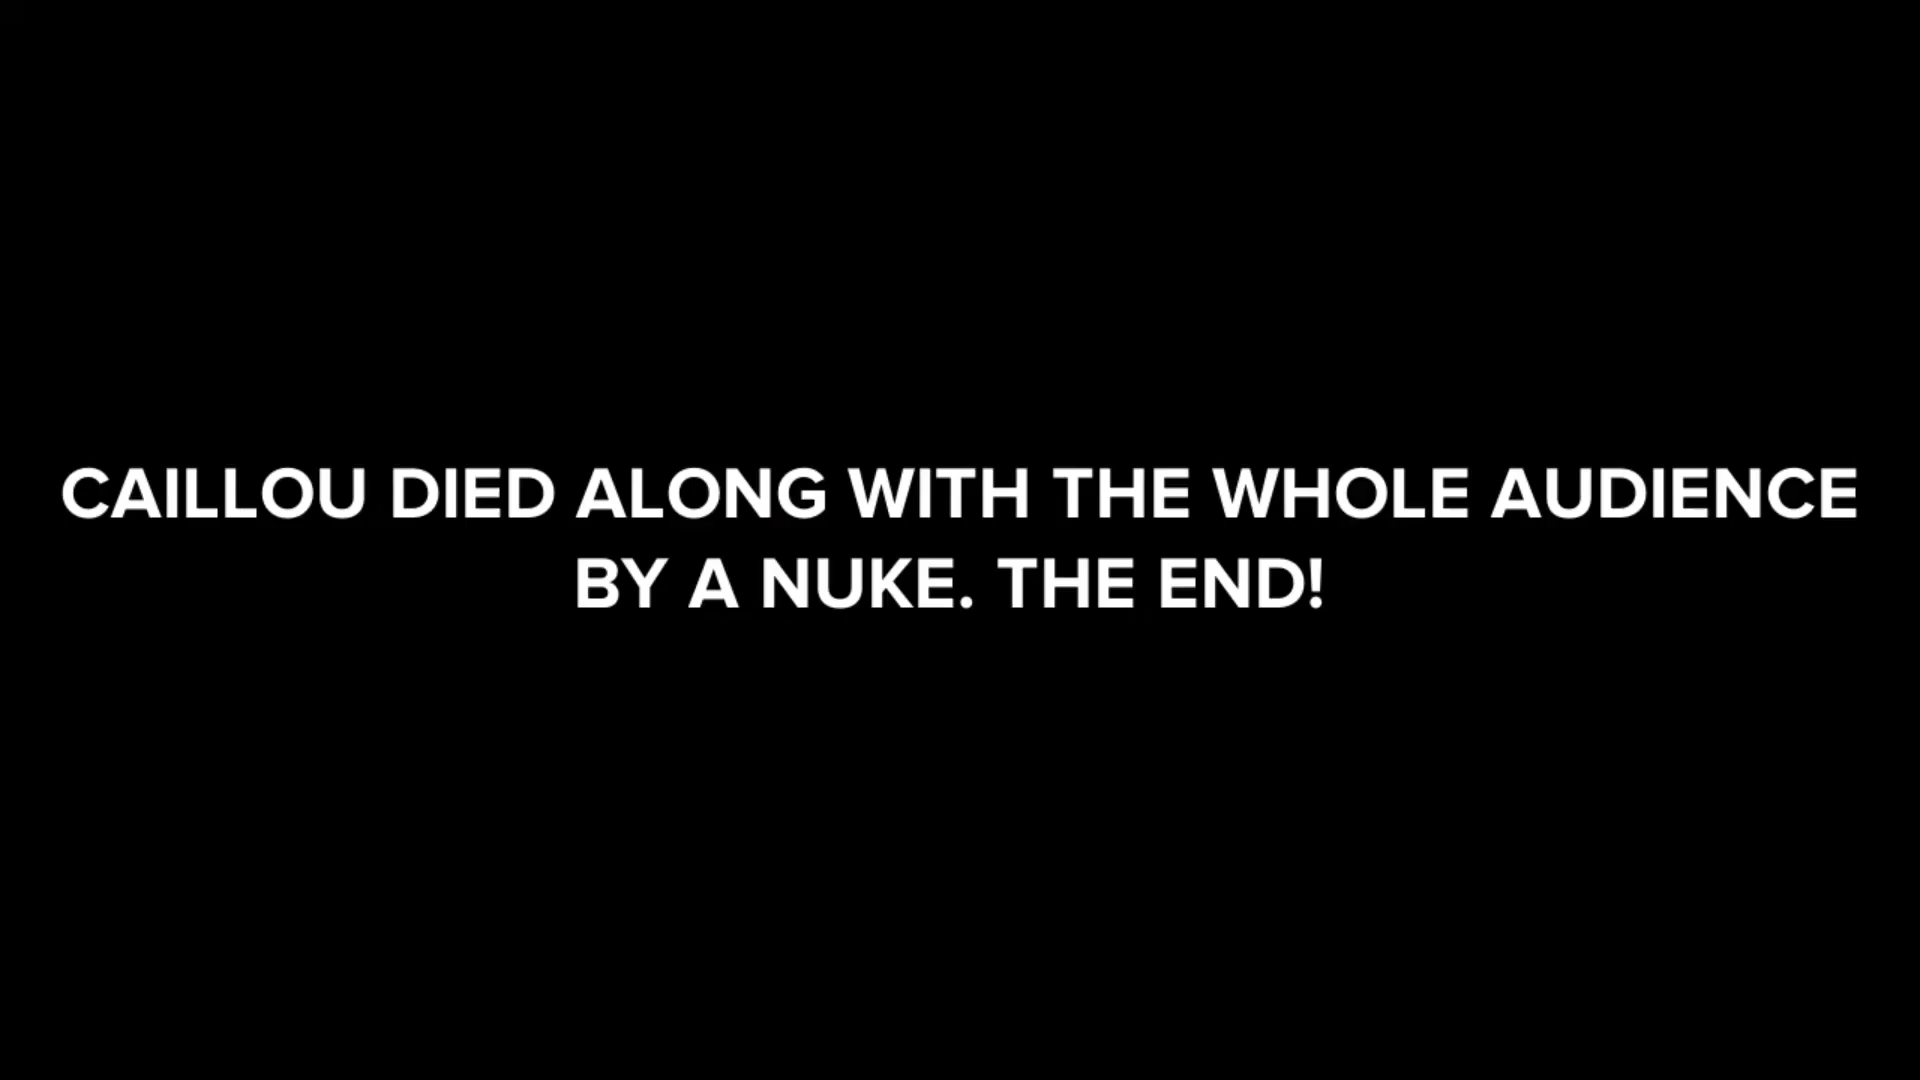 CAILLOU DIED ALONG WITH THE WHOLE AUDIENCE
BY A NUKE. THE END!